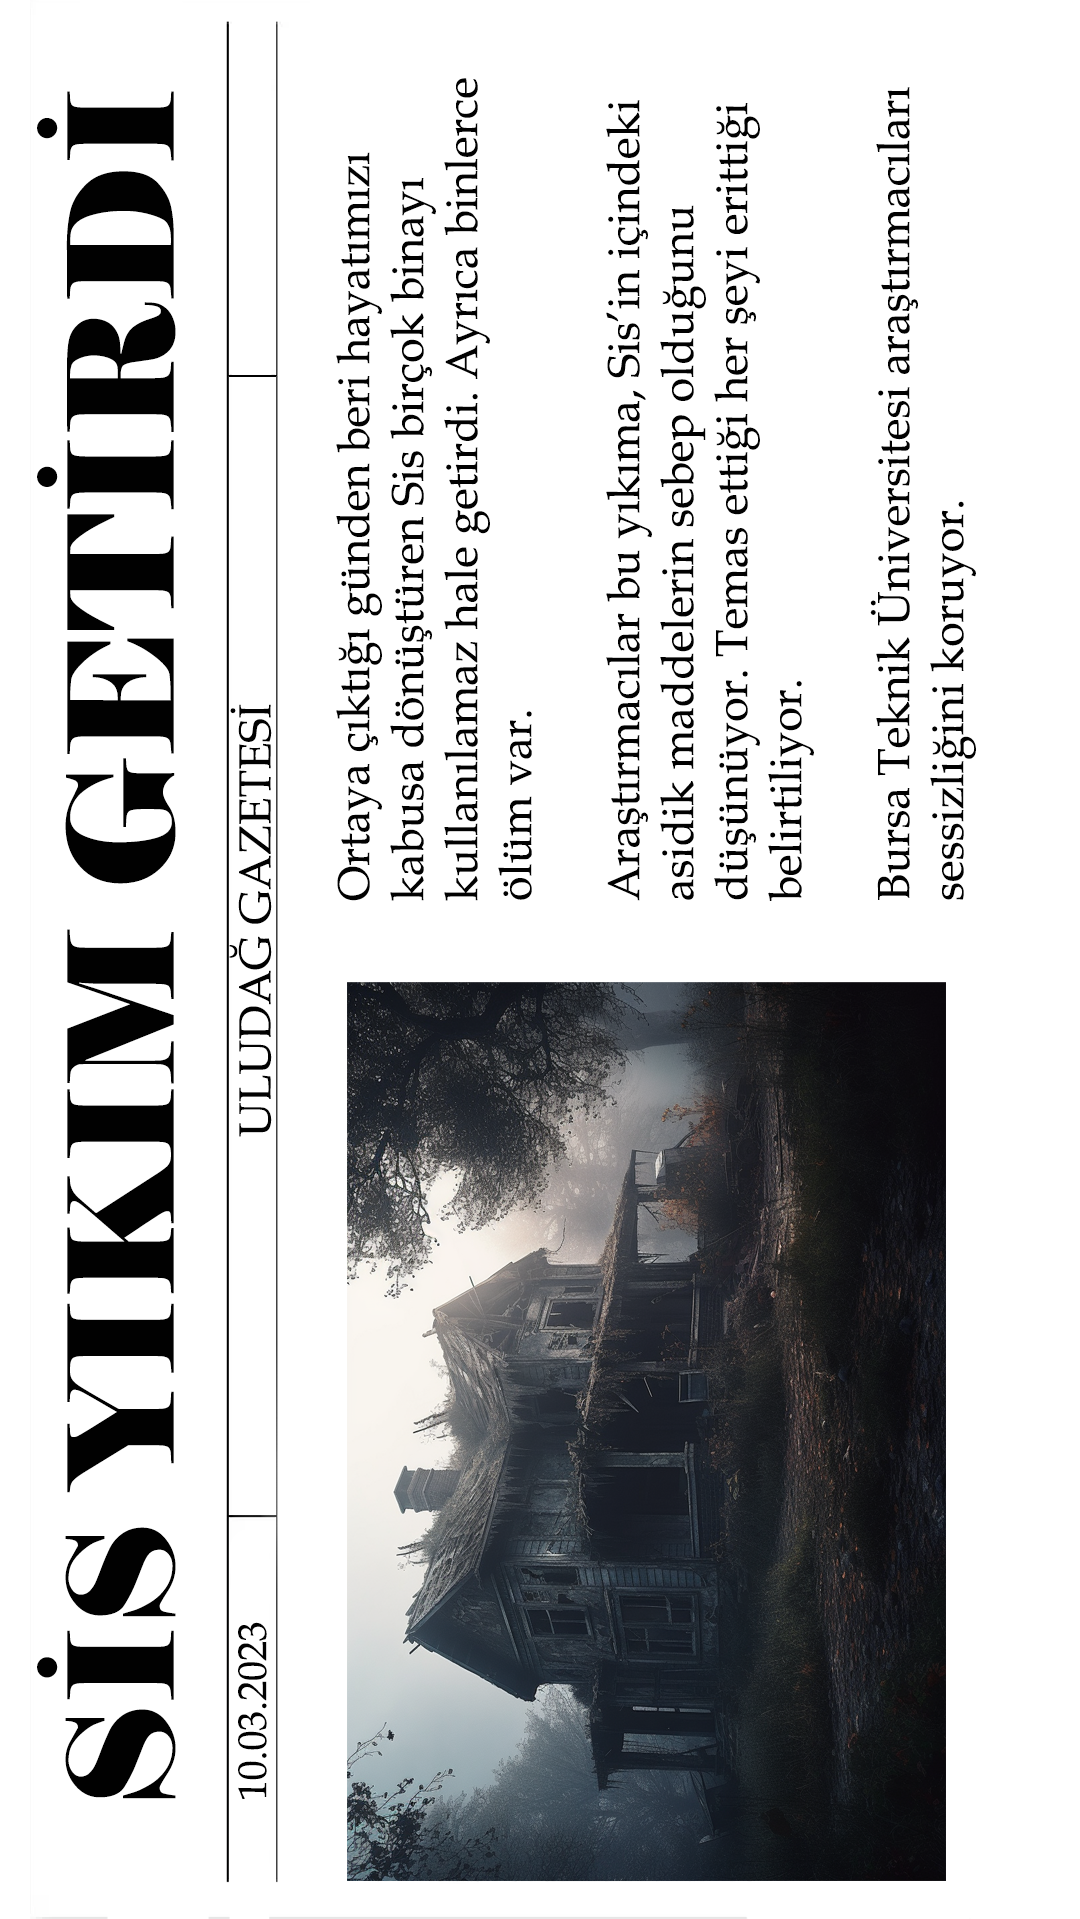 SİS YIKIM GETİRDİ
10.03.2023
ULUDAĞ GAZETESİ
Ortaya çıktığı günden beri hayatımızı
kabusa dönüştüren Sis birçok binayı
kullanılamaz hale getirdi. Ayrıca binlerce
ölüm var.
Araştırmacılar bu yıkıma, Sis’in içindeki
asidik maddelerin sebep olduğunu
düşünüyor. Temas ettiği her şeyi erittiği
belirtiliyor.
Bursa Teknik Üniversitesi araştırmacıları
sessizliğini koruyor.